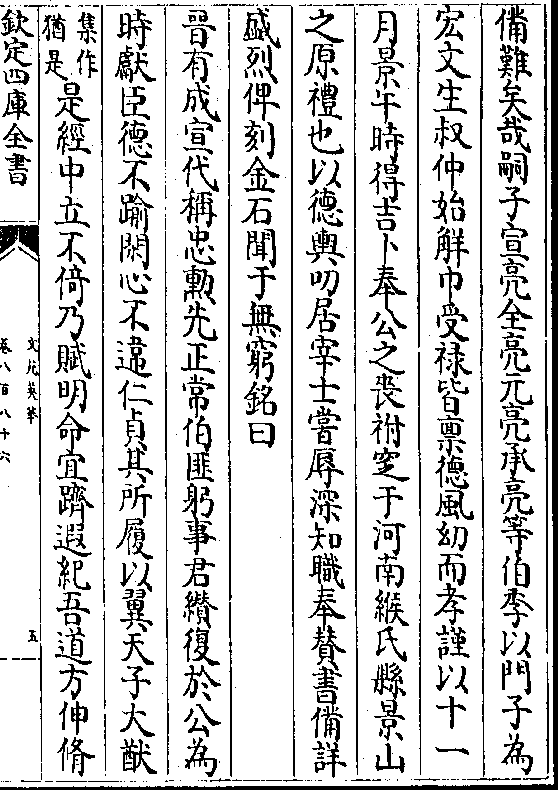 備難矣哉嗣子宣亮全亮兀亮承亮等伯季以門子為
宏文生叔仲始解巾受禄皆禀德風幼而孝謹以十一
月景午時得吉卜奉公之喪祔窆于河南緱氏縣景山
之原禮也以德輿叨居宰士嘗辱深知職奉贊書備詳
盛烈俾刻金石聞于無窮銘曰
晉有成宣代稱忠勲先正常伯匪躬事君纘復於公為
時獻臣德不踰閑心不違仁貞其所履以翼天子大猷
集作猶是是經中立不倚乃賦明命宜躋遐紀吾道方伸脩
欽定四庫全書
文苑英華
卷八百八十六
五